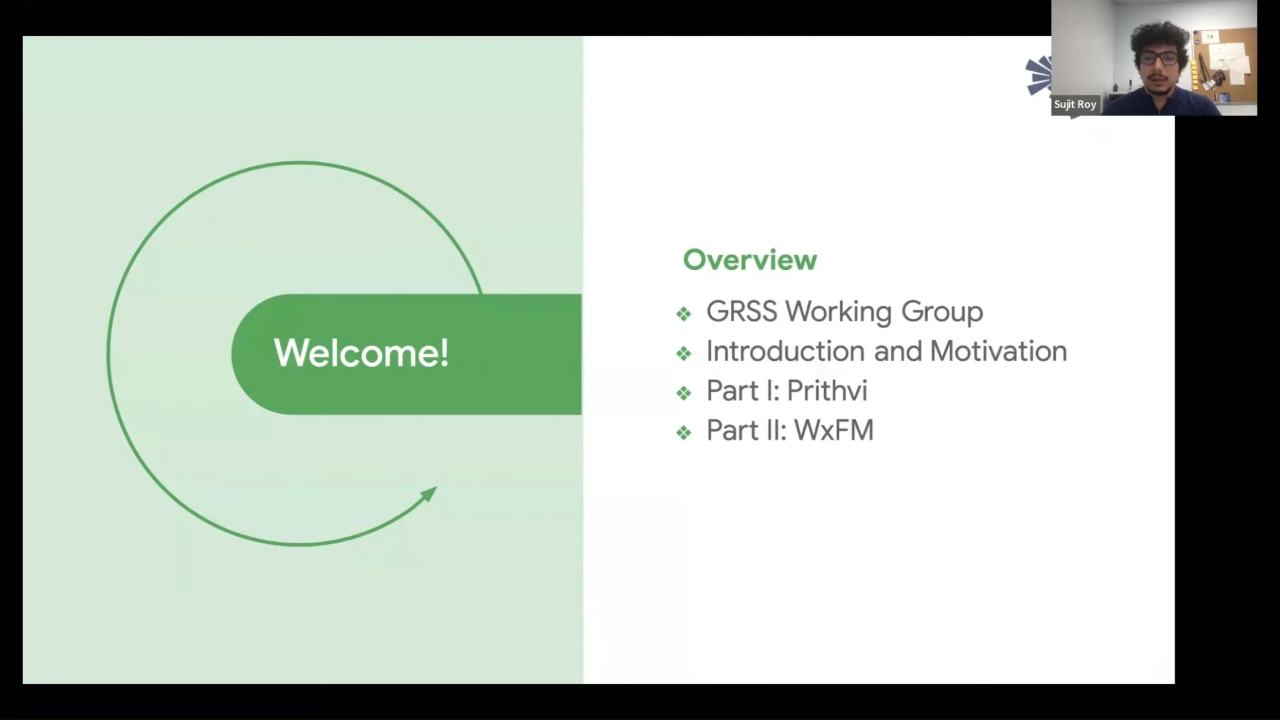 Sujit Roy
Welcome!
Overview
GRSS Working Group
Introduction and Motivation
Part I: Prithvi
Part II: WxFM